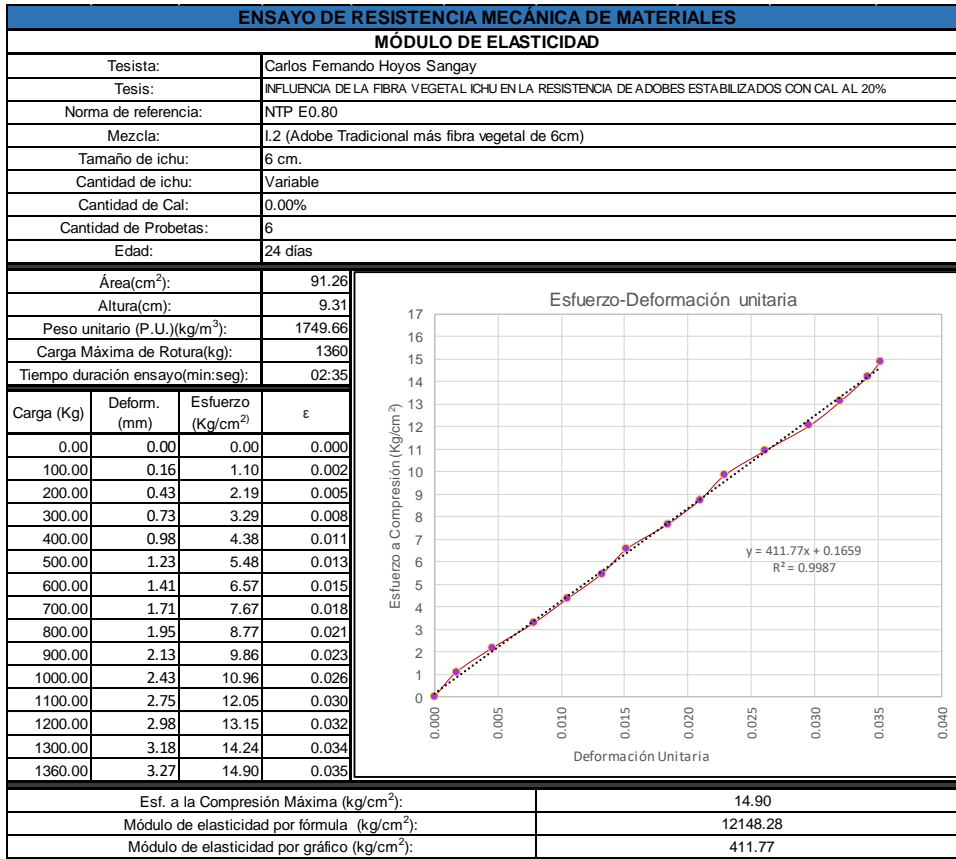 ENSAYO DE RESISTENCIA MECÁNICA DE MATERIALES
MÓDULO DE ELASTICIDAD
Tesista: Carlos Fernando Hoyos Sangay
Tesis: INFLUENCIA DE LA FIBRA VEGETAL ICHU EN LA RESISTENCIA DE ADOBES ESTABILIZADOS CON CAL AL 20%
Norma de referencia: NTP E0.80
Mezcla: I.2 (Adobe Tradicional más fibra vegetal de 6cm)
Tamaño de ichu: 6 cm.
Cantidad de ichu: Variable
Cantidad de Cal: 0.00%
Cantidad de Probetas: 6
Edad: 24 días
Área(cm²): 91.26
Altura(cm): 9.31
Peso unitario (P.U.)(kg/m³): 1749.66
Carga Máxima de Rotura(kg): 1360
Tiempo duración ensayo(min:seg): 02:35
Carga (Kg) Deform. (mm) Esfuerzo (Kg/cm²) ε
0.00 0.00 0.00 0.000
100.00 0.16 1.10 0.002
200.00 0.43 2.19 0.005
300.00 0.73 3.29 0.008
400.00 0.98 4.38 0.011
500.00 1.23 5.48 0.013
600.00 1.41 6.57 0.015
700.00 1.71 7.67 0.018
800.00 1.95 8.77 0.021
900.00 2.13 9.86 0.023
1000.00 2.43 10.96 0.026
1100.00 2.75 12.05 0.030
1200.00 2.98 13.15 0.032
1300.00 3.18 14.24 0.034
1360.00 3.27 14.90 0.035
Esfuerzo-Deformación unitaria
Esfuerzo a Compresión (Kg/cm²)
17
16
15
14
13
12
11
10
9
8
7
6
5
4
3
2
1
0
y = 411.77x + 0.1659
R² = 0.9987
0.000 0.005 0.010 0.015 0.020 0.025 0.030 0.035 0.040
Deformación Unitaria
Esf. a la Compresión Máxima (kg/cm²): 14.90
Módulo de elasticidad por fórmula (kg/cm²): 12148.28
Módulo de elasticidad por gráfico (kg/cm²): 411.77